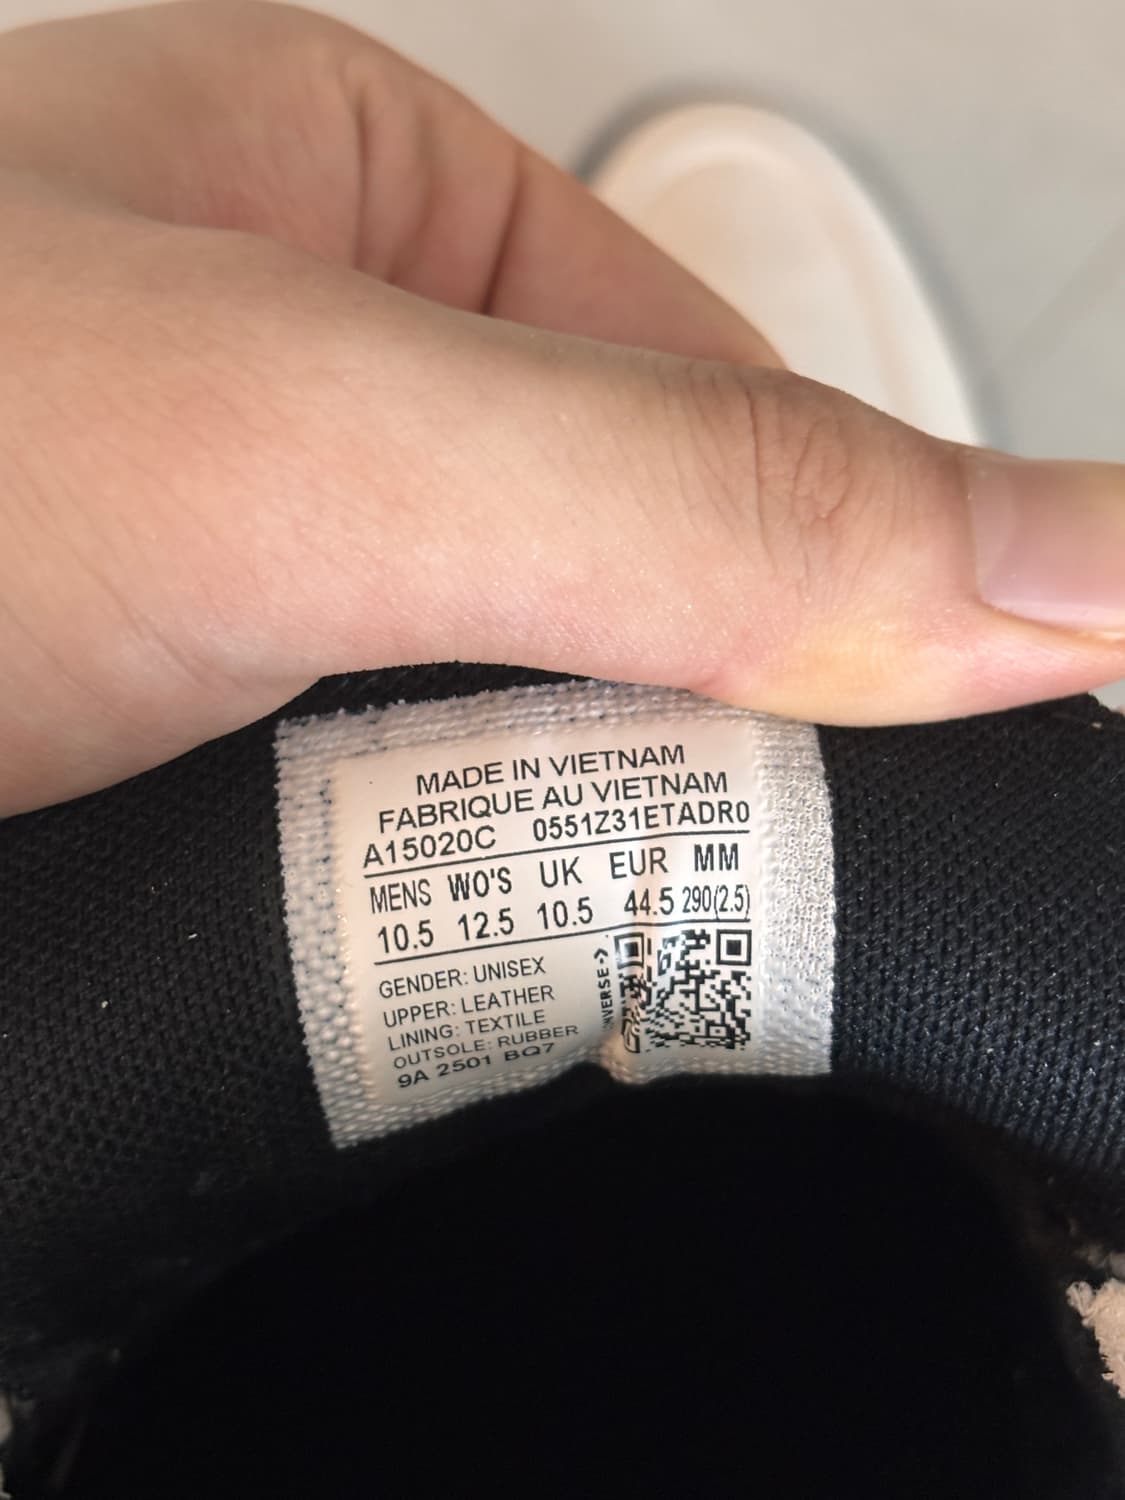 MADE IN VIETNAM
FABRIQUE AU VIETNAM
A15020C 0551Z31ETADR0
MENS WO'S UK EUR MM
10.5 12.5 10.5 44.5 290(2.5)
GENDER: UNISEX
UPPER: LEATHER
LINING: TEXTILE
OUTSOLE: RUBBER
9A 2501 BQ7